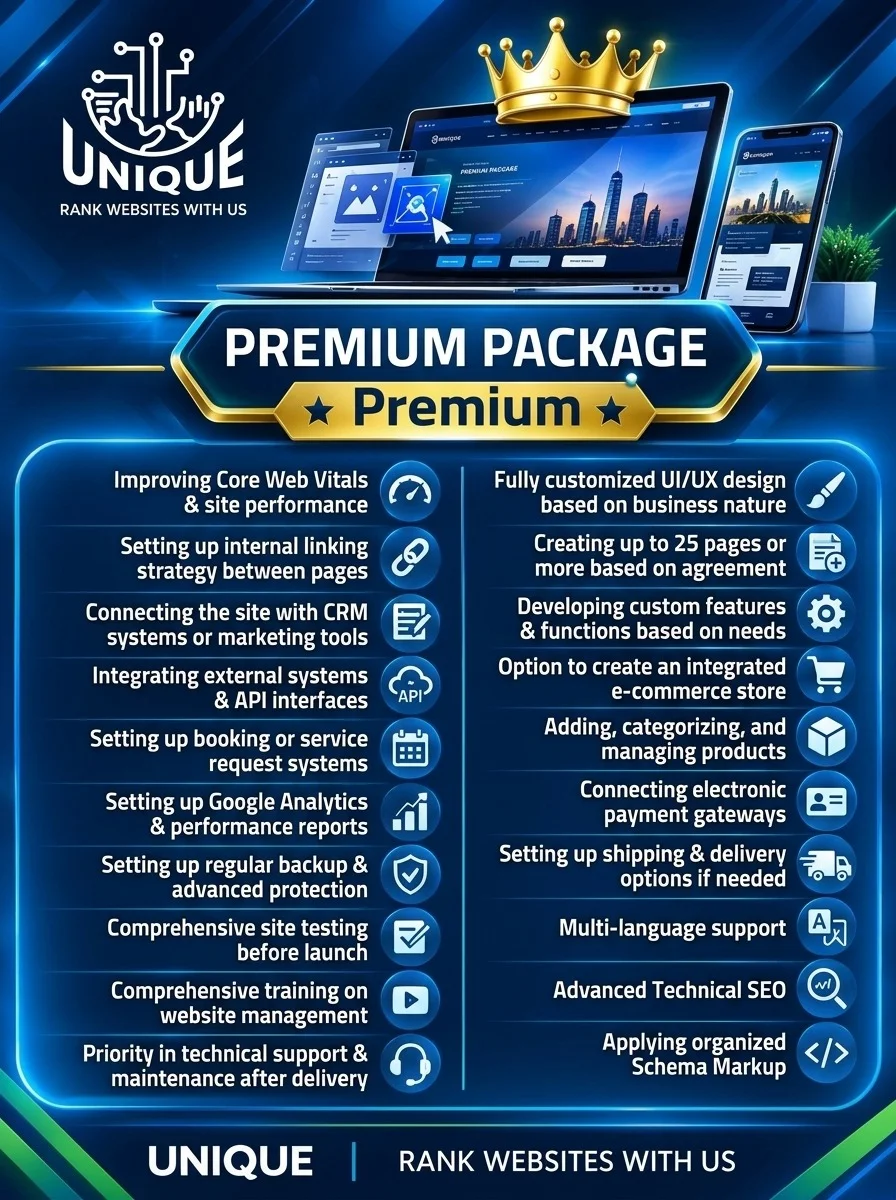 UNIQUE
RANK WEBSITES WITH US
PREMIUM PACKAGE
PREMIUM PACKAGE
Premium
Improving Core Web Vitals
& site performance
Setting up internal linking
strategy between pages
Connecting the site with CRM
systems or marketing tools
Integrating external systems
& API interfaces
API
Setting up booking or service
request systems
Setting up Google Analytics
& performance reports
Setting up regular backup &
advanced protection
Comprehensive site testing
before launch
Comprehensive training on
website management
Priority in technical support &
maintenance after delivery
Fully customized UI/UX design
based on business nature
Creating up to 25 pages or
more based on agreement
Developing custom features
& functions based on needs
Option to create an integrated
e-commerce store
Adding, categorizing, and
managing products
Connecting electronic
payment gateways
Setting up shipping & delivery
options if needed
Multi-language support
A
Advanced Technical SEO
Applying organized
Schema Markup
</>
UNIQUE | RANK WEBSITES WITH US